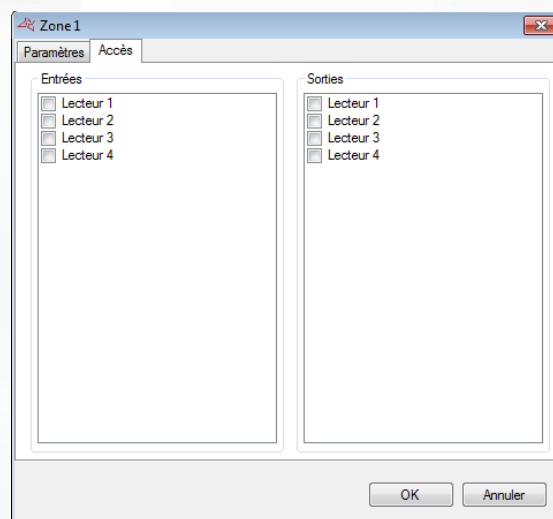 Zone 1
Paramètres Accès
Entrées
Lecteur 1
Lecteur 2
Lecteur 3
Lecteur 4
Sorties
Lecteur 1
Lecteur 2
Lecteur 3
Lecteur 4
OK Annuler